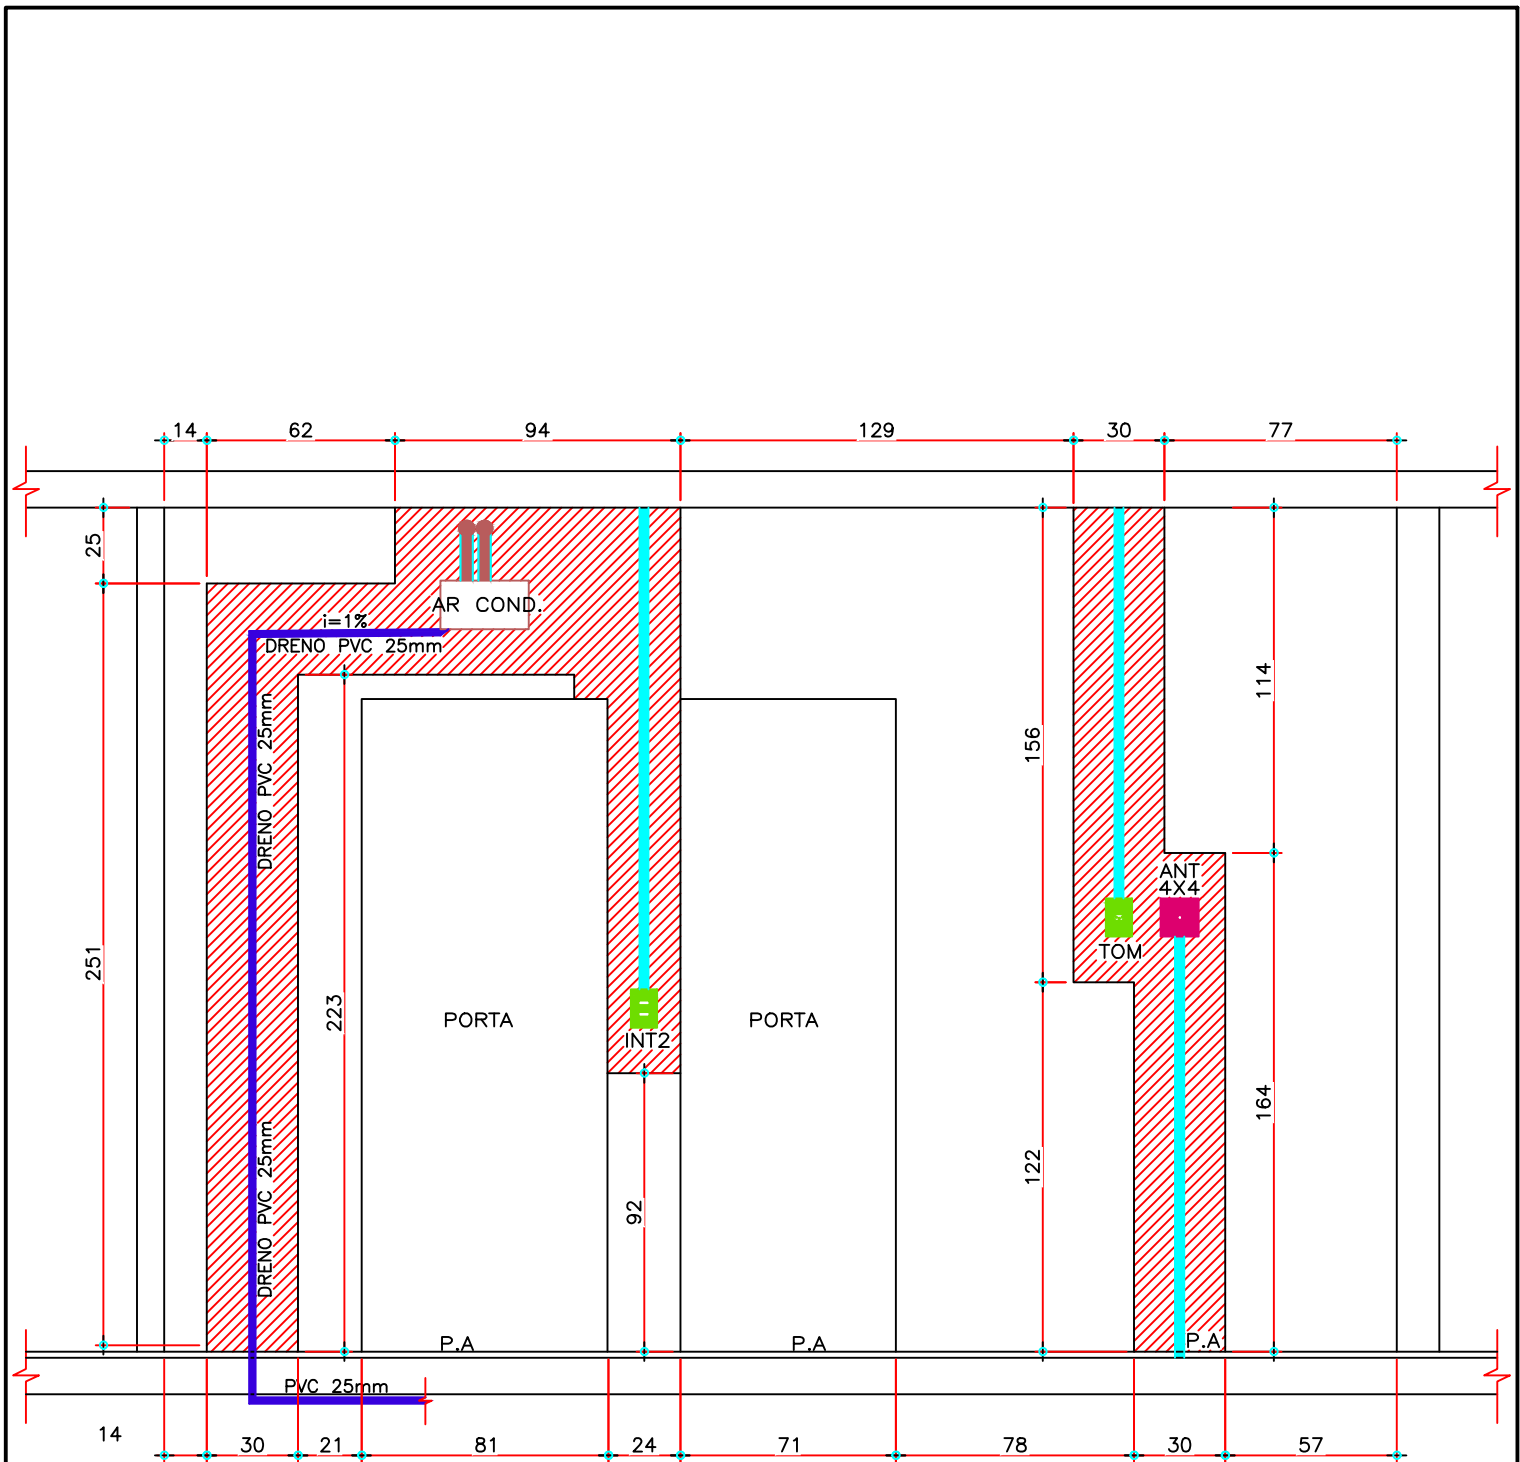 14 62 94 129 30 77
25
AR COND.
i=1%
DRENO PVC 25mm
DRENO PVC 25mm
114
156
ANT
4X4
TOM
251
223
PORTA
PORTA
INT2
164
122
92
DRENO PVC 25mm
P.A
P.A
P.A
PVC 25mm
14 30 21 81 24 71 78 30 57